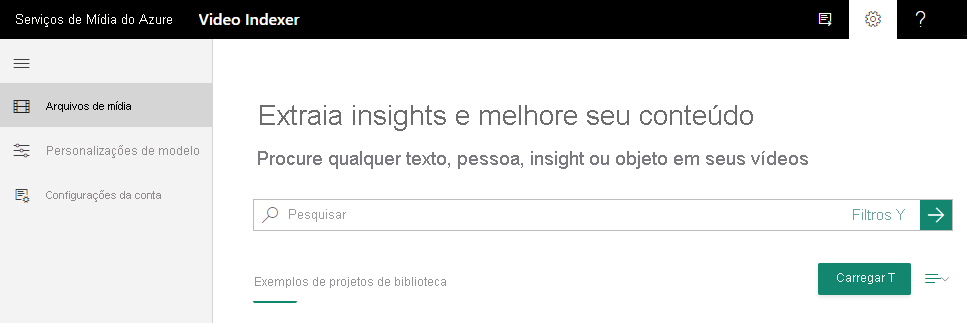 Serviços de Mídia do Azure Video Indexer ?
Arquivos de mídia
Personalizações de modelo
Configurações da conta
Extraia insights e melhore seu conteúdo
Procure qualquer texto, pessoa, insight ou objeto em seus vídeos
Pesquisar Filtros Y
Exemplos de projetos de biblioteca Carregar T